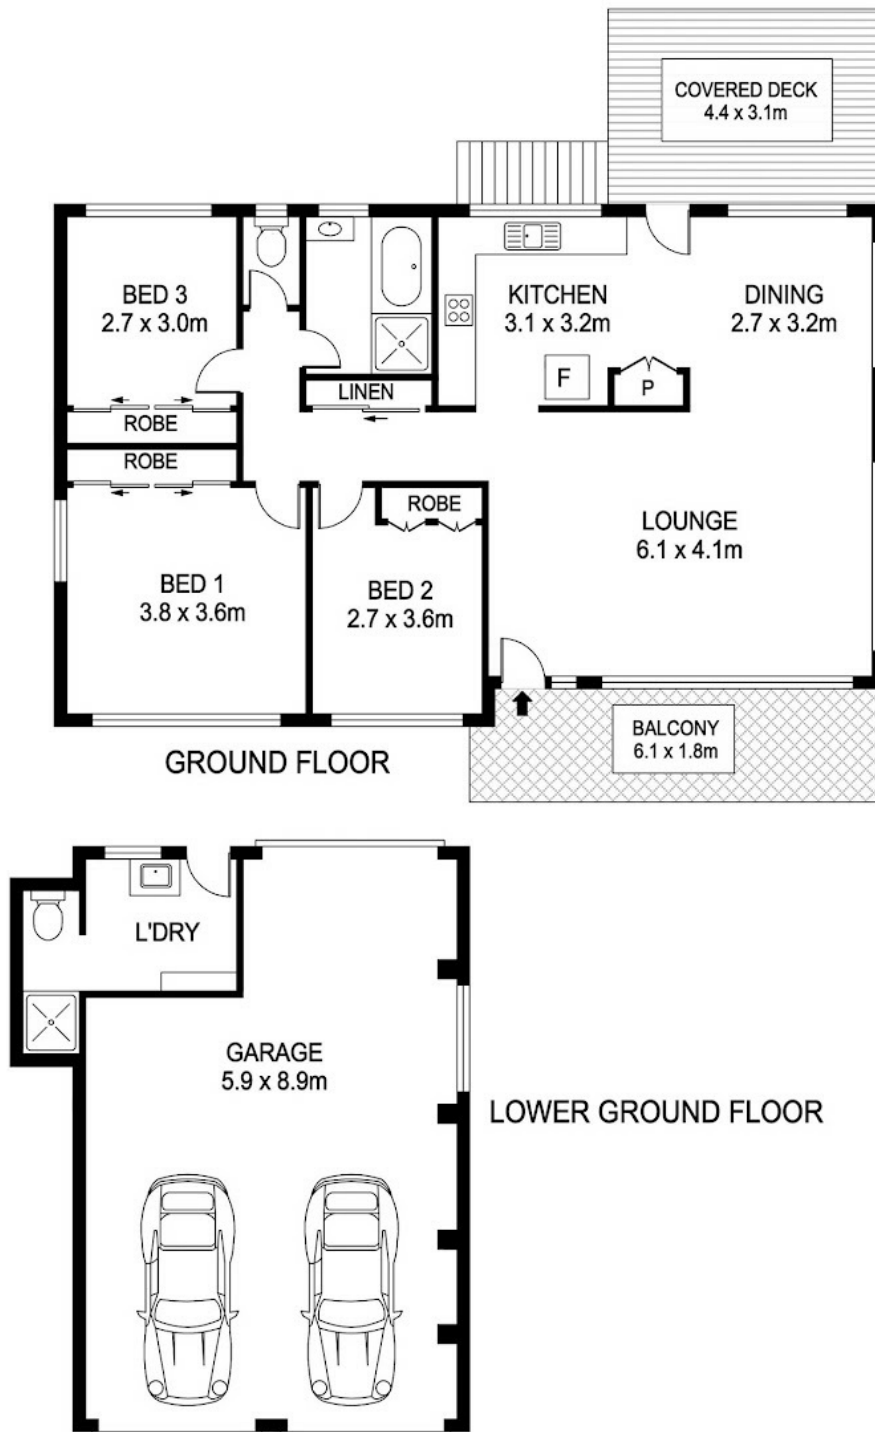 COVERED DECK
4.4 x 3.1m
BED 3
2.7 x 3.0m
ROBE
KITCHEN
3.1 x 3.2m
F
P
DINING
2.7 x 3.2m
LINEN
ROBE
BED 1
3.8 x 3.6m
ROBE
BED 2
2.7 x 3.6m
LOUNGE
6.1 x 4.1m
BALCONY
6.1 x 1.8m
GROUND FLOOR
L'DRY
GARAGE
5.9 x 8.9m
LOWER GROUND FLOOR